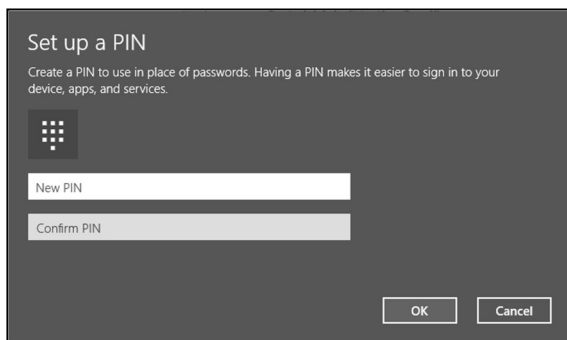 Set up a PIN
Create a PIN to use in place of passwords. Having a PIN makes it easier to sign in to your
device, apps, and services.
New PIN
Confirm PIN
OK Cancel